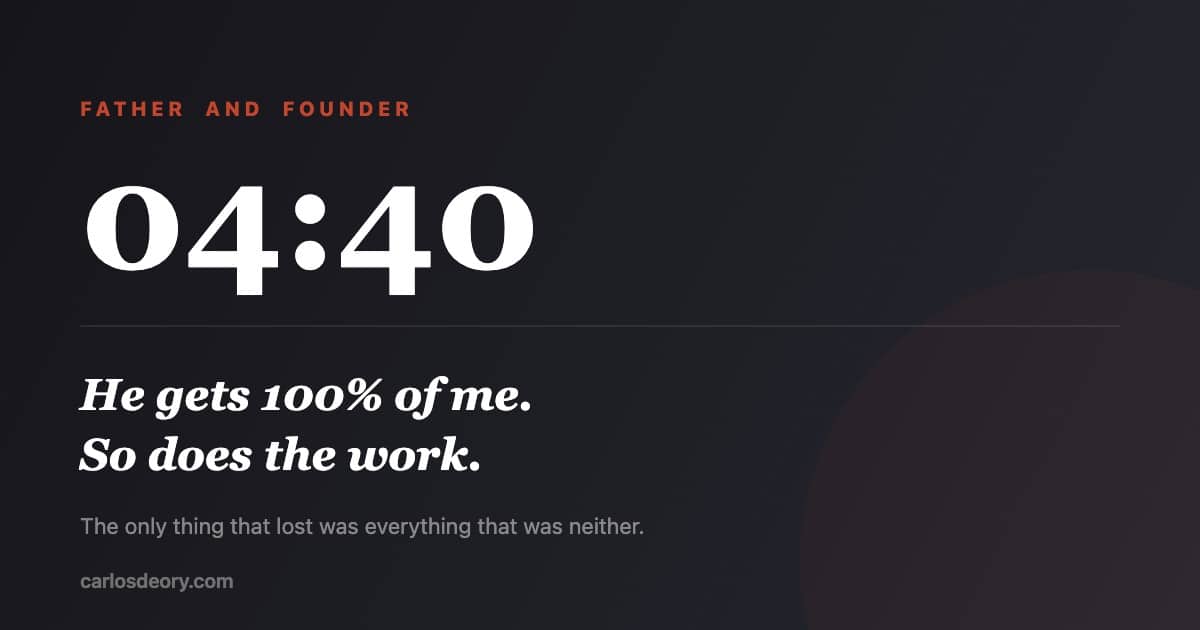 FATHER AND FOUNDER
04:40
He gets 100% of me.
So does the work.
The only thing that lost was everything that was neither.
carlosdeory.com